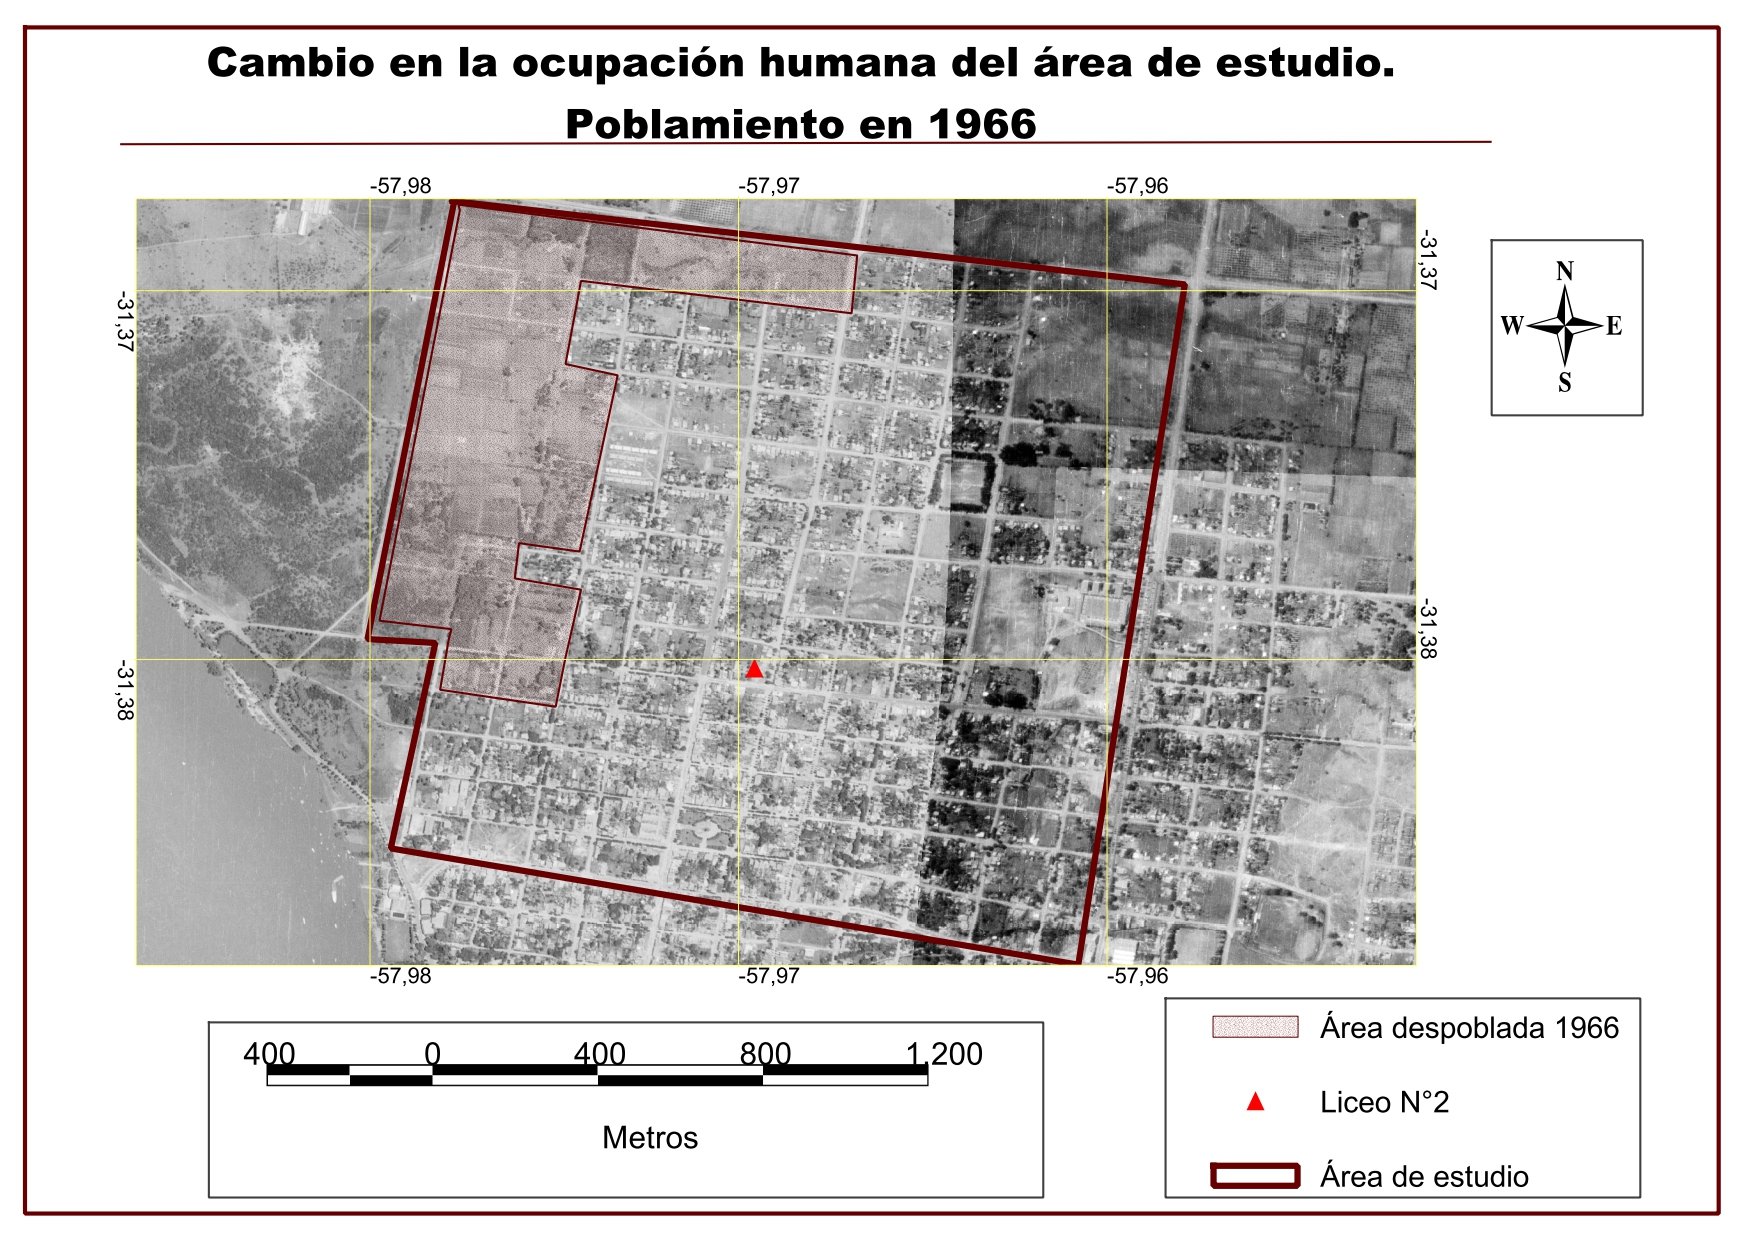 Cambio en la ocupación humana del área de estudio.
Poblamiento en 1966
-57,98 -57,97 -57,96
-31,37
-31,37
-31,38
-31,38
-57,98 -57,97 -57,96
N
W E
S
400 0 400 800 1,200
Metros
Área despoblada 1966
Liceo N°2
Área de estudio